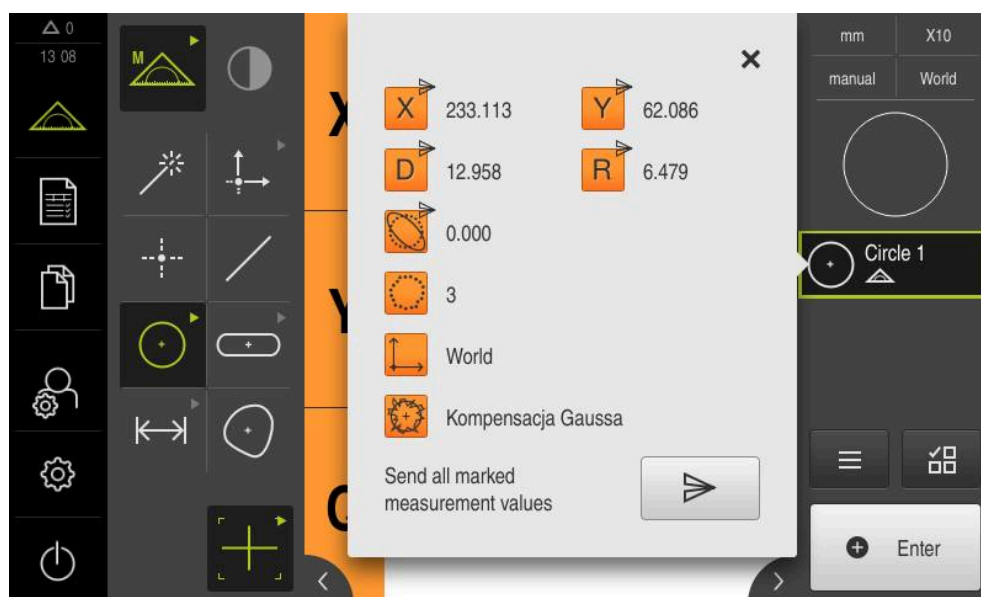 0
13 08
M
X
Y
X 233.113
Y 62.086
D 12.958
R 6.479
0.000
3
World
Kompensacja Gaussa
Send all marked
measurement values
mm
X10
manual
World
Circle 1
Enter